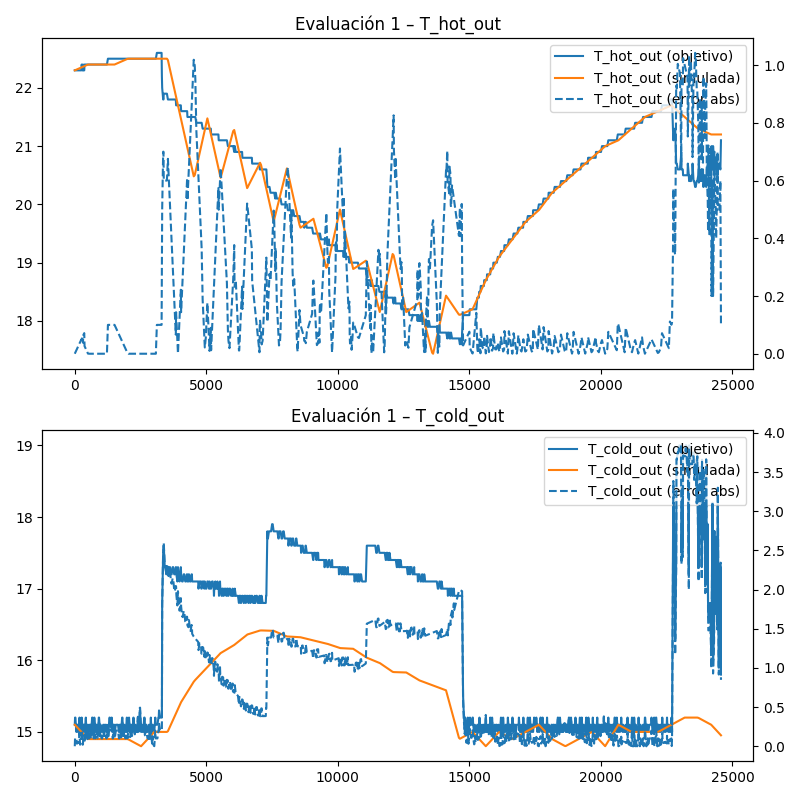 Evaluación 1 – T_hot_out
T_hot_out (objetivo)
T_hot_out (simulada)
T_hot_out (error abs)
22
21
20
19
18
1.0
0.8
0.6
0.4
0.2
0.0
0 5000 10000 15000 20000 25000
Evaluación 1 – T_cold_out
T_cold_out (objetivo)
T_cold_out (simulada)
T_cold_out (error abs)
19
18
17
16
15
4.0
3.5
3.0
2.5
2.0
1.5
1.0
0.5
0.0
0 5000 10000 15000 20000 25000